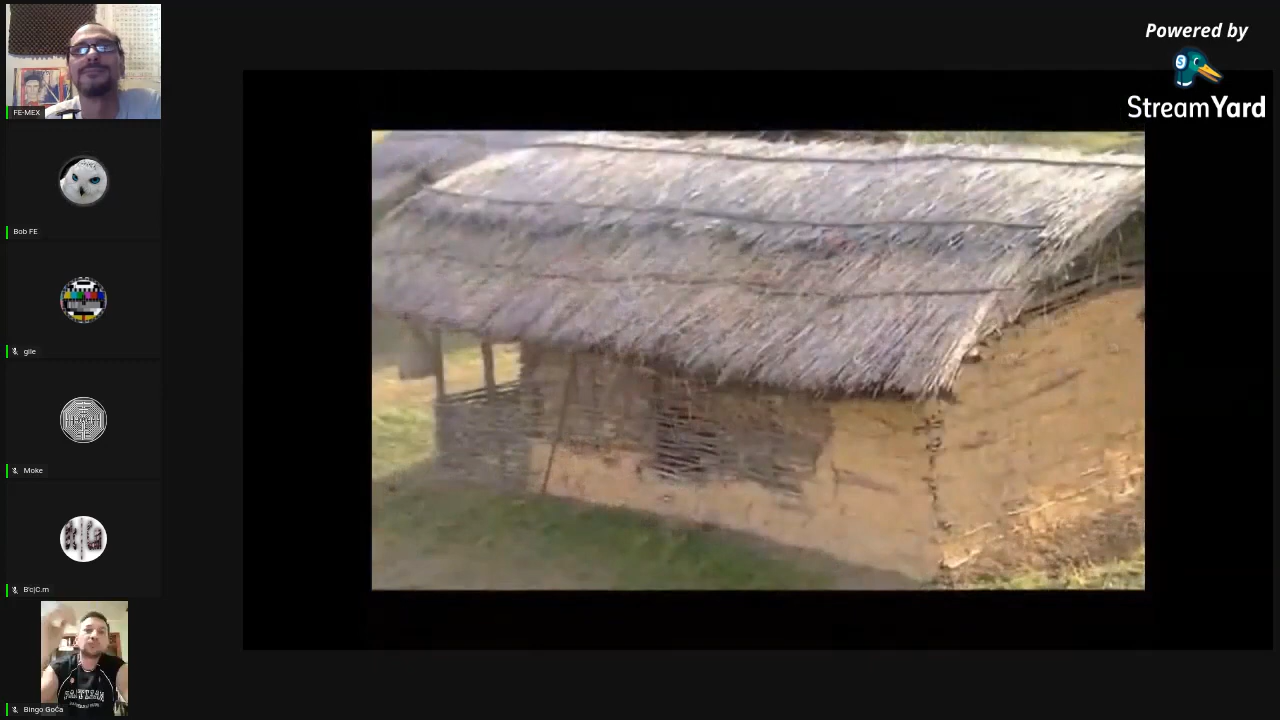 Powered by
StreamYard
FE-MEX
Bob FE
gile
Moke
B'c|C.m
Bingo Goča